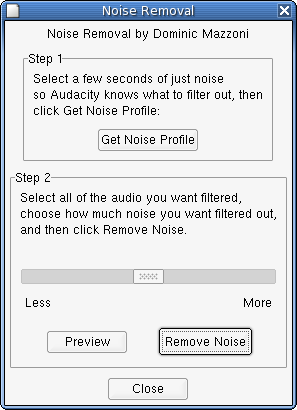 Noise Removal
Noise Removal by Dominic Mazzoni
Step 1
Select a few seconds of just noise
so Audacity knows what to filter out, then
click Get Noise Profile:
Get Noise Profile
Step 2
Select all of the audio you want filtered,
choose how much noise you want filtered out,
and then click Remove Noise.
Less More
Preview Remove Noise
Close